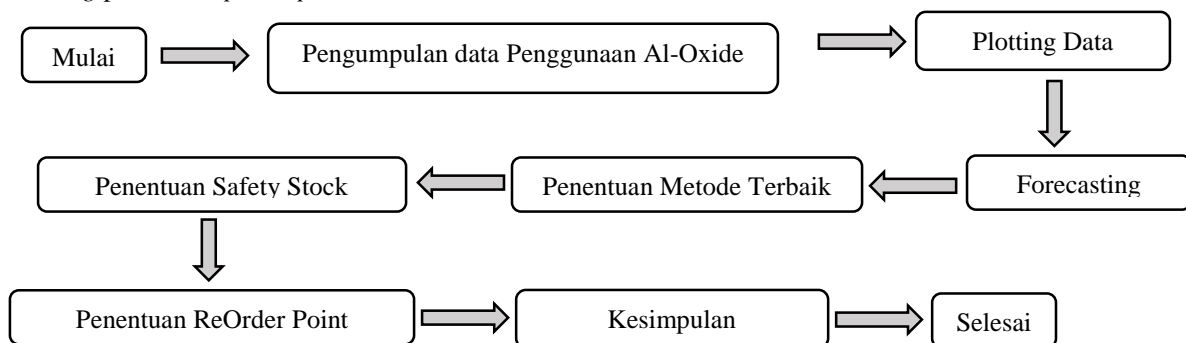 Mulai
Pengumpulan data Penggunaan Al-Oxide
Plotting Data
Forecasting
Penentuan Metode Terbaik
Penentuan Safety Stock
Penentuan ReOrder Point
Kesimpulan
Selesai